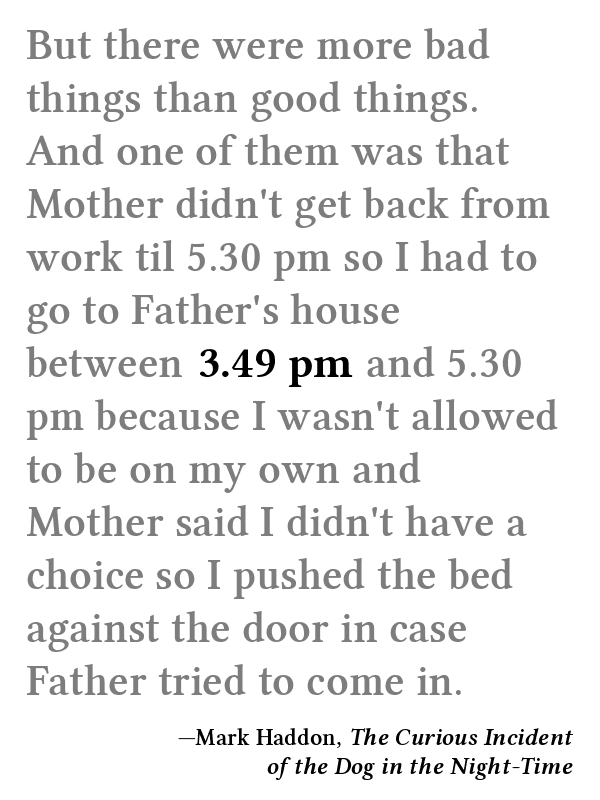 But there were more bad
things than good things.
And one of them was that
Mother didn't get back from
work til 5.30 pm so I had to
go to Father's house
between 3.49 pm and 5.30
pm because I wasn't allowed
to be on my own and
Mother said I didn't have a
choice so I pushed the bed
against the door in case
Father tried to come in.
—Mark Haddon, The Curious Incident
of the Dog in the Night-Time